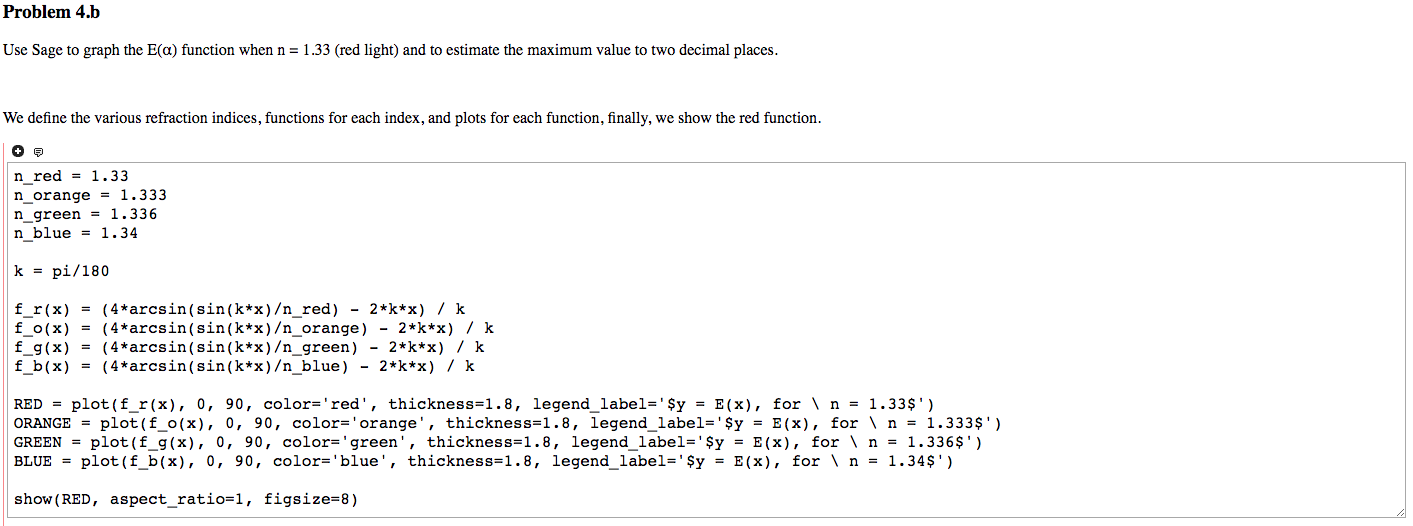 Problem 4.b
Use Sage to graph the E(α) function when n = 1.33 (red light) and to estimate the maximum value to two decimal places.
We define the various refraction indices, functions for each index, and plots for each function, finally, we show the red function.
n_red = 1.33
n_orange = 1.333
n_green = 1.336
n_blue = 1.34
k = pi/180
f_r(x) = (4*arcsin(sin(k*x)/n_red) - 2*k*x) / k
f_o(x) = (4*arcsin(sin(k*x)/n_orange) - 2*k*x) / k
f_g(x) = (4*arcsin(sin(k*x)/n_green) - 2*k*x) / k
f_b(x) = (4*arcsin(sin(k*x)/n_blue) - 2*k*x) / k
RED = plot(f_r(x), 0, 90, color='red', thickness=1.8, legend_label='$y = E(x), for \ n = 1.33$')
ORANGE = plot(f_o(x), 0, 90, color='orange', thickness=1.8, legend_label='$y = E(x), for \ n = 1.333$')
GREEN = plot(f_g(x), 0, 90, color='green', thickness=1.8, legend_label='$y = E(x), for \ n = 1.336$')
BLUE = plot(f_b(x), 0, 90, color='blue', thickness=1.8, legend_label='$y = E(x), for \ n = 1.34$')
show(RED, aspect_ratio=1, figsize=8)